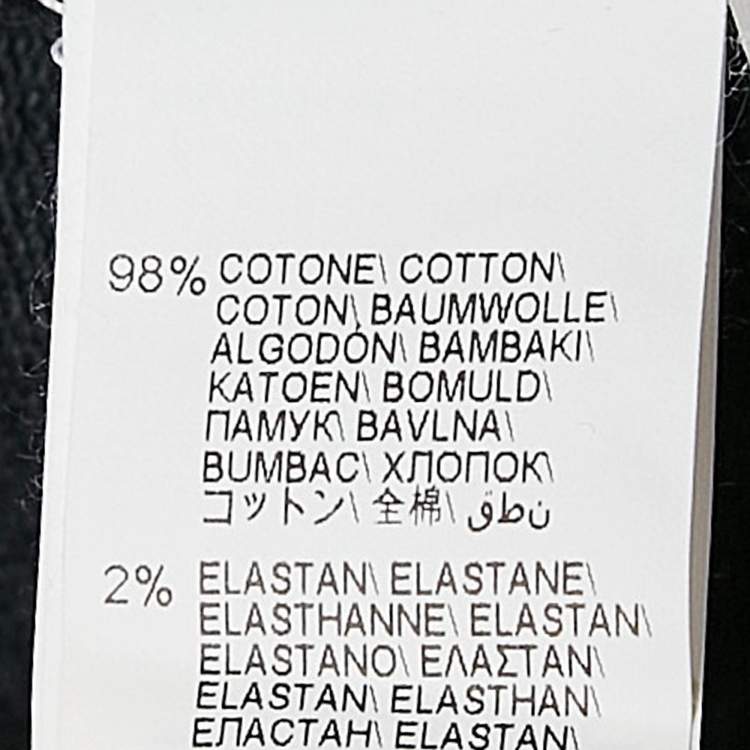 98% COTONE\ COTTON\
COTON\ BAUMWOLLE\
ALGODÓN\ BAMBAKI\
KATOEN\ BOMULD\
ПАМУК\ BAVLNA\
BUMBAC\ ХЛОПОК\
コットン\ 全棉\ نطق
2% ELASTAN\ ELASTANE\
ELASTHANNE\ ELASTAN\
ELASTANO\ ΕΛΑΣΤΑΝ\
ELASTAN\ ELASTHAN\
ЕЛАСТАН\ ELASTAN\